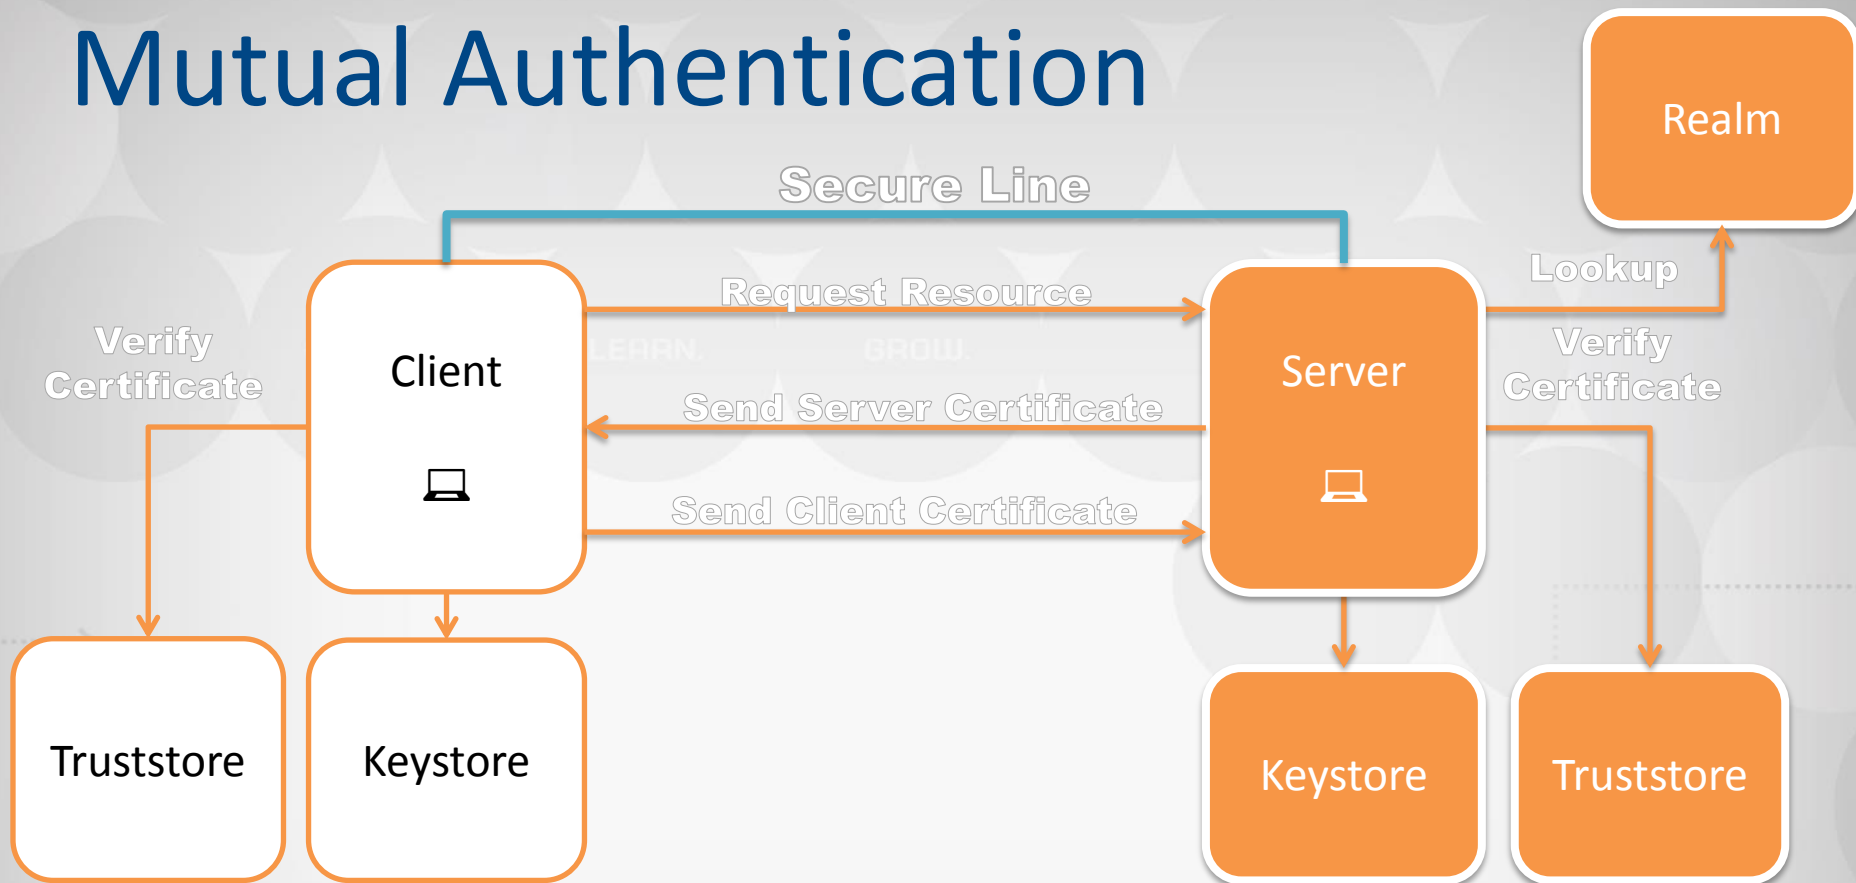 Mutual Authentication
Realm
Secure Line
Lookup
Request Resource
Verify
Certificate
Client
LEARN.
GROW.
Server
Verify
Certificate
Send Server Certificate
Send Client Certificate
Truststore
Keystore
Keystore
Truststore